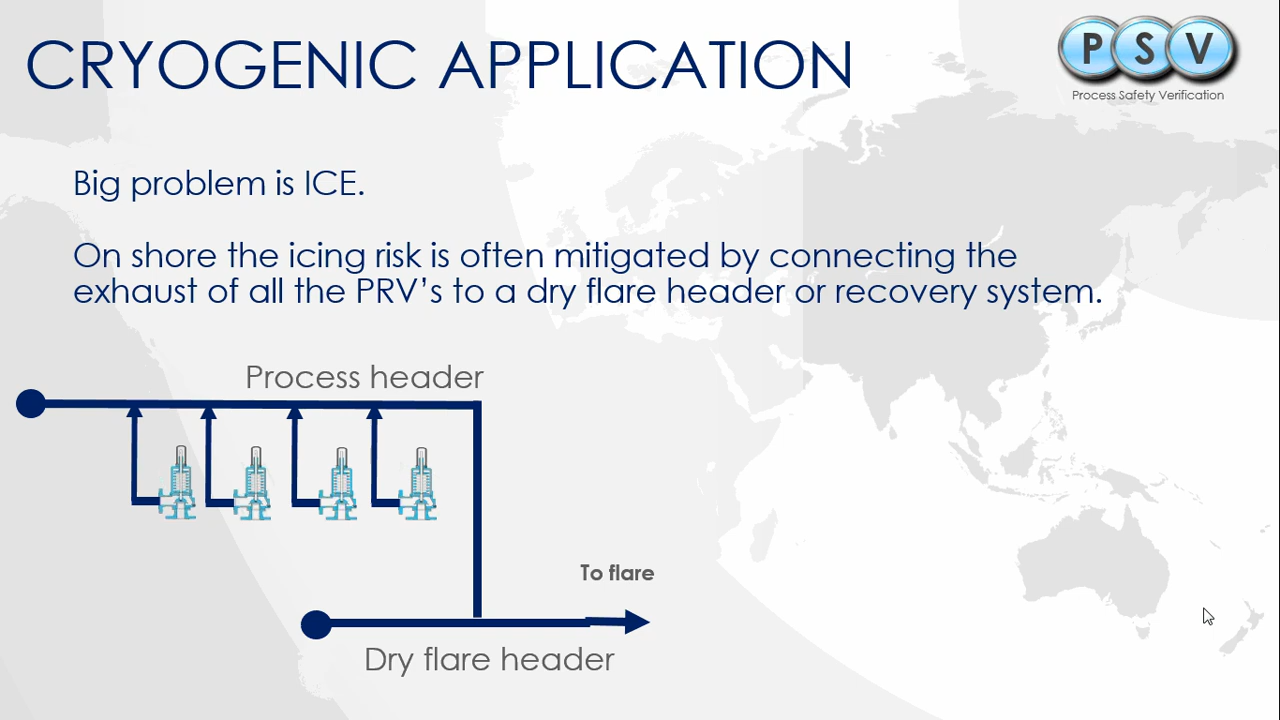 CRYOGENIC APPLICATION
P S V
Process Safety Verification
Big problem is ICE.
On shore the icing risk is often mitigated by connecting the
exhaust of all the PRV’s to a dry flare header or recovery system.
Process header
To flare
Dry flare header